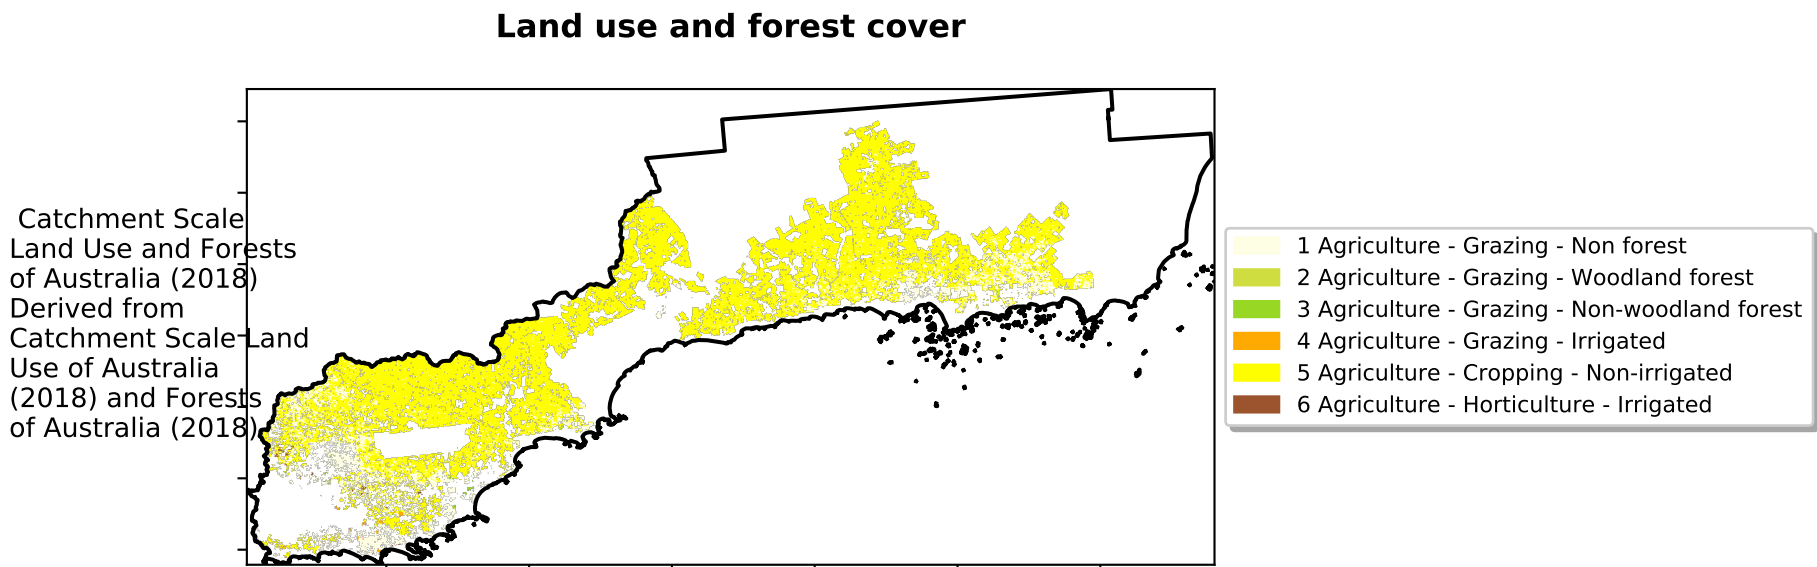 Land use and forest cover
Catchment Scale
Land Use and Forests
of Australia (2018)
Derived from
Catchment Scale Land
Use of Australia
(2018) and Forests
of Australia (2018)
1 Agriculture - Grazing - Non forest
2 Agriculture - Grazing - Woodland forest
3 Agriculture - Grazing - Non-woodland forest
4 Agriculture - Grazing - Irrigated
5 Agriculture - Cropping - Non-irrigated
6 Agriculture - Horticulture - Irrigated